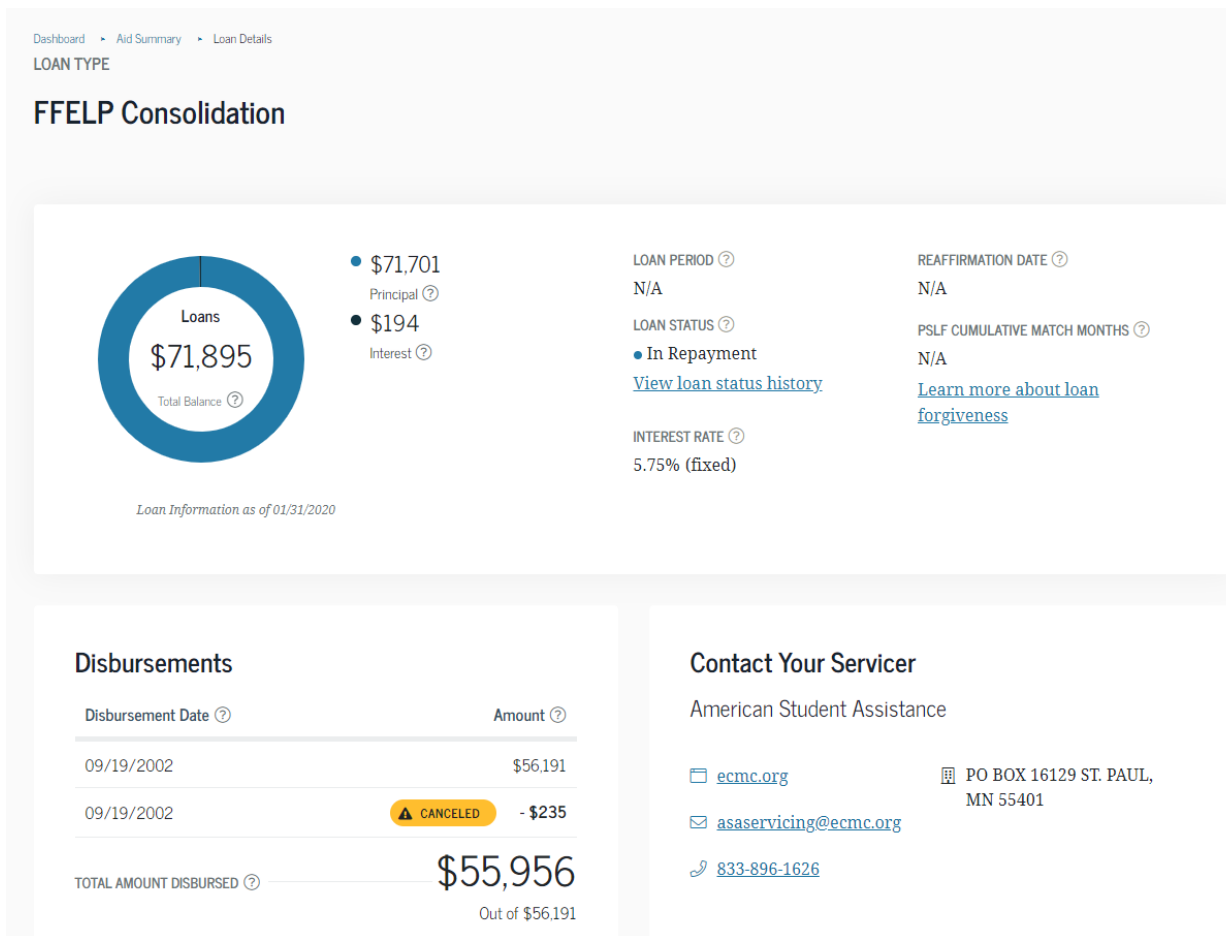 Dashboard ▸ Aid Summary ▸ Loan Details
LOAN TYPE
FFELP Consolidation
Loans
$71,895
Total Balance ?
Loan Information as of 01/31/2020
$71,701
Principal ?
$194
Interest ?
LOAN PERIOD ?
N/A
LOAN STATUS ?
In Repayment
View loan status history
INTEREST RATE ?
5.75% (fixed)
REAFFIRMATION DATE ?
N/A
PSLF CUMULATIVE MATCH MONTHS ?
N/A
Learn more about loan
forgiveness
Disbursements
Disbursement Date ? Amount ?
09/19/2002 $56,191
09/19/2002 CANCELED - $235
TOTAL AMOUNT DISBURSED ? $55,956
Out of $56,191
Contact Your Servicer
American Student Assistance
ecmc.org
asaservicing@ecmc.org
833-896-1626
PO BOX 16129 ST. PAUL,
MN 55401